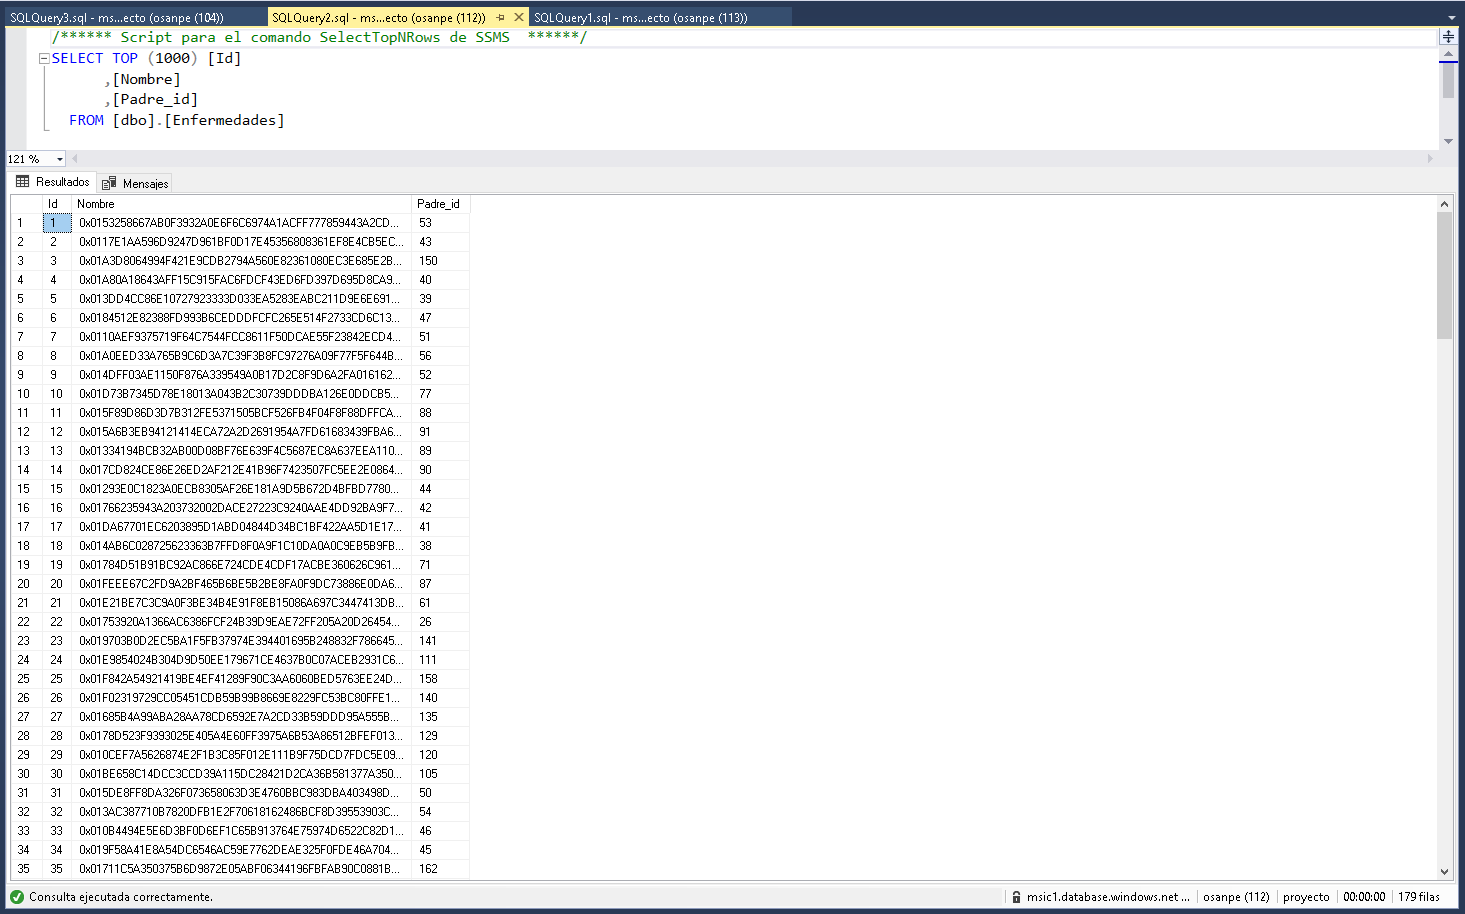 SQLQuery3.sql - ms...ecto (osanpe (104)) SQLQuery2.sql - ms...ecto (osanpe (112)) SQLQuery1.sql - ms...ecto (osanpe (113))
/****** Script para el comando SelectTopNRows de SSMS ******/
SELECT TOP (1000) [Id]
,[Nombre]
,[Padre_id]
FROM [dbo].[Enfermedades]
121 %
Resultados Mensajes
Id Nombre Padre_id
1 1 0x0153258667AB0F3932A0E6F6C6974A1ACFF777859443A2CD... 53
2 2 0x0117E1AA596D9247D961BF0D17E45356808361EF8E4CB5EC... 43
3 3 0x01A3D8064994F421E9CDB2794A560E82361080EC3E685E2B... 150
4 4 0x01A80A18643AFF15C915FAC6FDCF43ED6FD397D695D8CA9... 40
5 5 0x013DD4CC86E10727923333D033EA5283EABC211D9E6E691... 39
6 6 0x0184512E82388FD993B6CEDDDFCFC265E514F2733CD6C13... 47
7 7 0x0110AEF9375719F64C7544FCC8611F50DCAE55F23842ECD4... 51
8 8 0x01A0EED33A765B9C6D3A7C39F3B8FC97276A09F77F5F644B... 56
9 9 0x014DFF03AE1150F876A339549A0B17D2C8F9D6A2FA016162... 52
10 10 0x01D73B7345D78E18013A043B2C30739DDDBA126E0DDCB5... 77
11 11 0x015F89D86D3D7B312FE5371505BCF526FB4F04F8F88DFFCA... 88
12 12 0x015A6B3EB94121414ECA72A2D2691954A7FD61683439FBA6... 91
13 13 0x01334194BCB32AB00D08BF76E639F4C5687EC8A637EEA110... 89
14 14 0x017CD824CE86E26ED2AF212E41B96F7423507FC5EE2E0864... 90
15 15 0x01293E0C1823A0ECB8305AF26E181A9D5B672D4BFBD7780... 44
16 16 0x01766235943A203732002DACE27223C9240AAE4DD92BA9F7... 42
17 17 0x01DA67701EC6203895D1ABD04844D34BC1BF422AA5D1E17... 41
18 18 0x014AB6C028725623363B7FFD8F0A9F1C10DA0A0C9EB5B9FB... 38
19 19 0x01784D51B91BC92AC866E724CDE4CDF17ACBE360626C961... 71
20 20 0x01FEEE67C2FD9A2BF465B6BE5B2BE8FA0F9DC73886E0DA6... 87
21 21 0x01E21BE7C3C9A0F3BE34B4E91F8EB15086A697C3447413DB... 61
22 22 0x01753920A1366AC6386FCF24B39D9EAE72FF205A20D26454... 26
23 23 0x019703B0D2EC5BA1F5FB37974E394401695B248832F786645... 141
24 24 0x01E9854024B304D9D50EE179671CE4637B0C07ACEB2931C6... 111
25 25 0x01F842A54921419BE4EF41289F90C3AA6060BED5763EE24D... 158
26 26 0x01F02319729CC05451CDB59B99B8669E8229FC53BC80FFE1... 140
27 27 0x01685B4A99ABA28AA78CD6592E7A2CD33B59DDD95A555B... 135
28 28 0x0178D523F9393025E405A4E60FF3975A6B53A86512BFEF013... 129
29 29 0x010CEF7A5626874E2F1B3C85F012E111B9F75DCD7FDC5E09... 120
30 30 0x01BE658C14DCC3CCD39A115DC28421D2CA36B581377A350... 105
31 31 0x015DE8FF8DA326F073658063D3E4760BBC983DBA403498D... 50
32 32 0x013AC387710B7820DFB1E2F70618162486BCF8D39553903C... 54
33 33 0x010B4494E5E6D3BF0D6EF1C65B913764E75974D6522C82D1... 46
34 34 0x019F58A41E8A54DC6546AC59E7762DEAE325F0FDE46A704... 45
35 35 0x01711C5A350375B6D9872E05ABF06344196FBFAB90C0881B... 162
Consulta ejecutada correctamente. msic1.database.windows.net ... osanpe (112) proyecto 00:00:00 179 filas